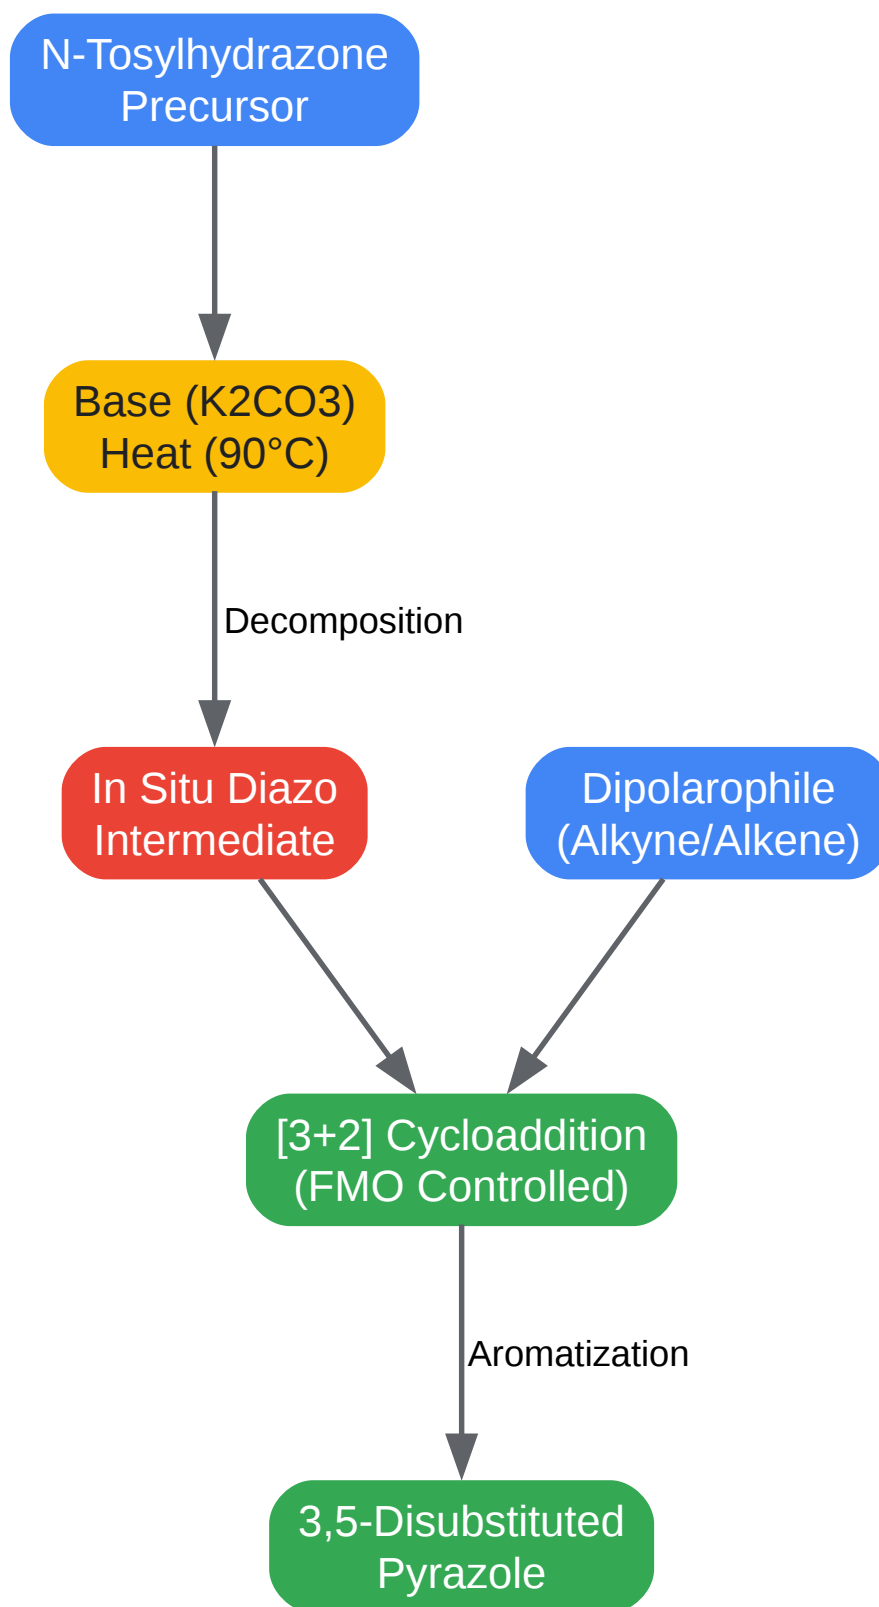 N-Tosylhydrazone
Precursor
Base (K2CO3)
Heat (90°C)
Decomposition
In Situ Diazo
Intermediate
Dipolarophile
(Alkyne/Alkene)
[3+2] Cycloaddition
(FMO Controlled)
Aromatization
3,5-Disubstituted
Pyrazole